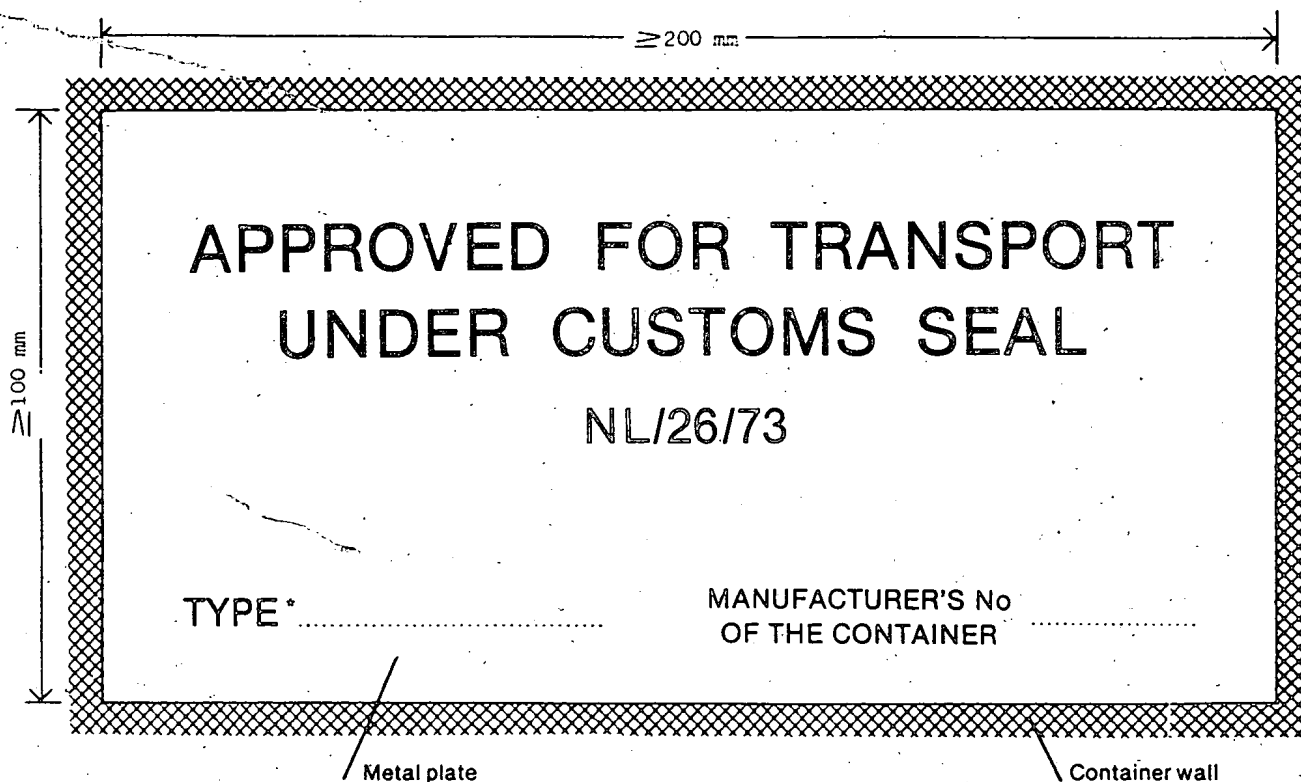 ≥200 mm
≥100 mm
APPROVED FOR TRANSPORT
UNDER CUSTOMS SEAL
NL/26/73
TYPE* ....................
MANUFACTURER'S No
OF THE CONTAINER ....................
Metal plate
Container wall